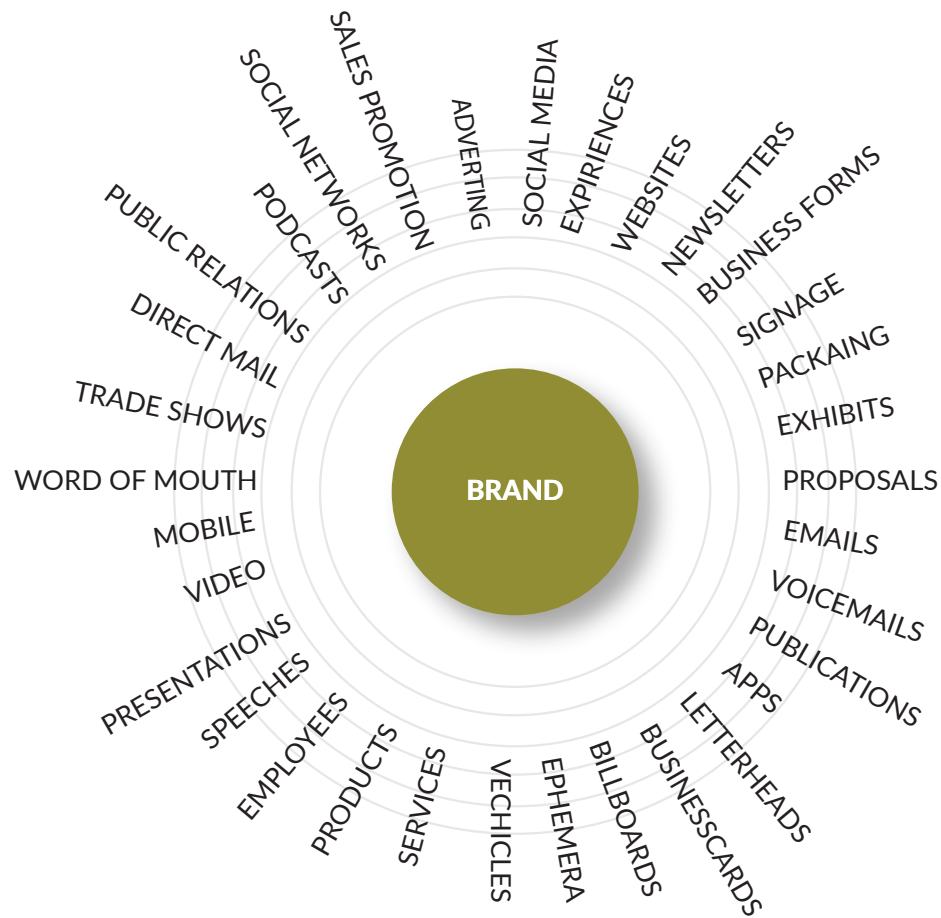 BRAND
ADVERTING
SOCIAL MEDIA
EXPIRIENCES
WEBSITES
NEWSLETTERS
BUSINESS FORMS
SIGNAGE
PACKAING
EXHIBITS
PROPOSALS
EMAILS
VOICEMAILS
PUBLICATIONS
APPS
LETTERHEADS
BUSINESSCARDS
BILLBOARDS
EPHEMERA
VECHICLES
SERVICES
PRODUCTS
EMPLOYEES
SPEECHES
PRESENTATIONS
VIDEO
MOBILE
WORD OF MOUTH
TRADE SHOWS
DIRECT MAIL
PUBLIC RELATIONS
PODCASTS
SOCIAL NETWORKS
SALES PROMOTION